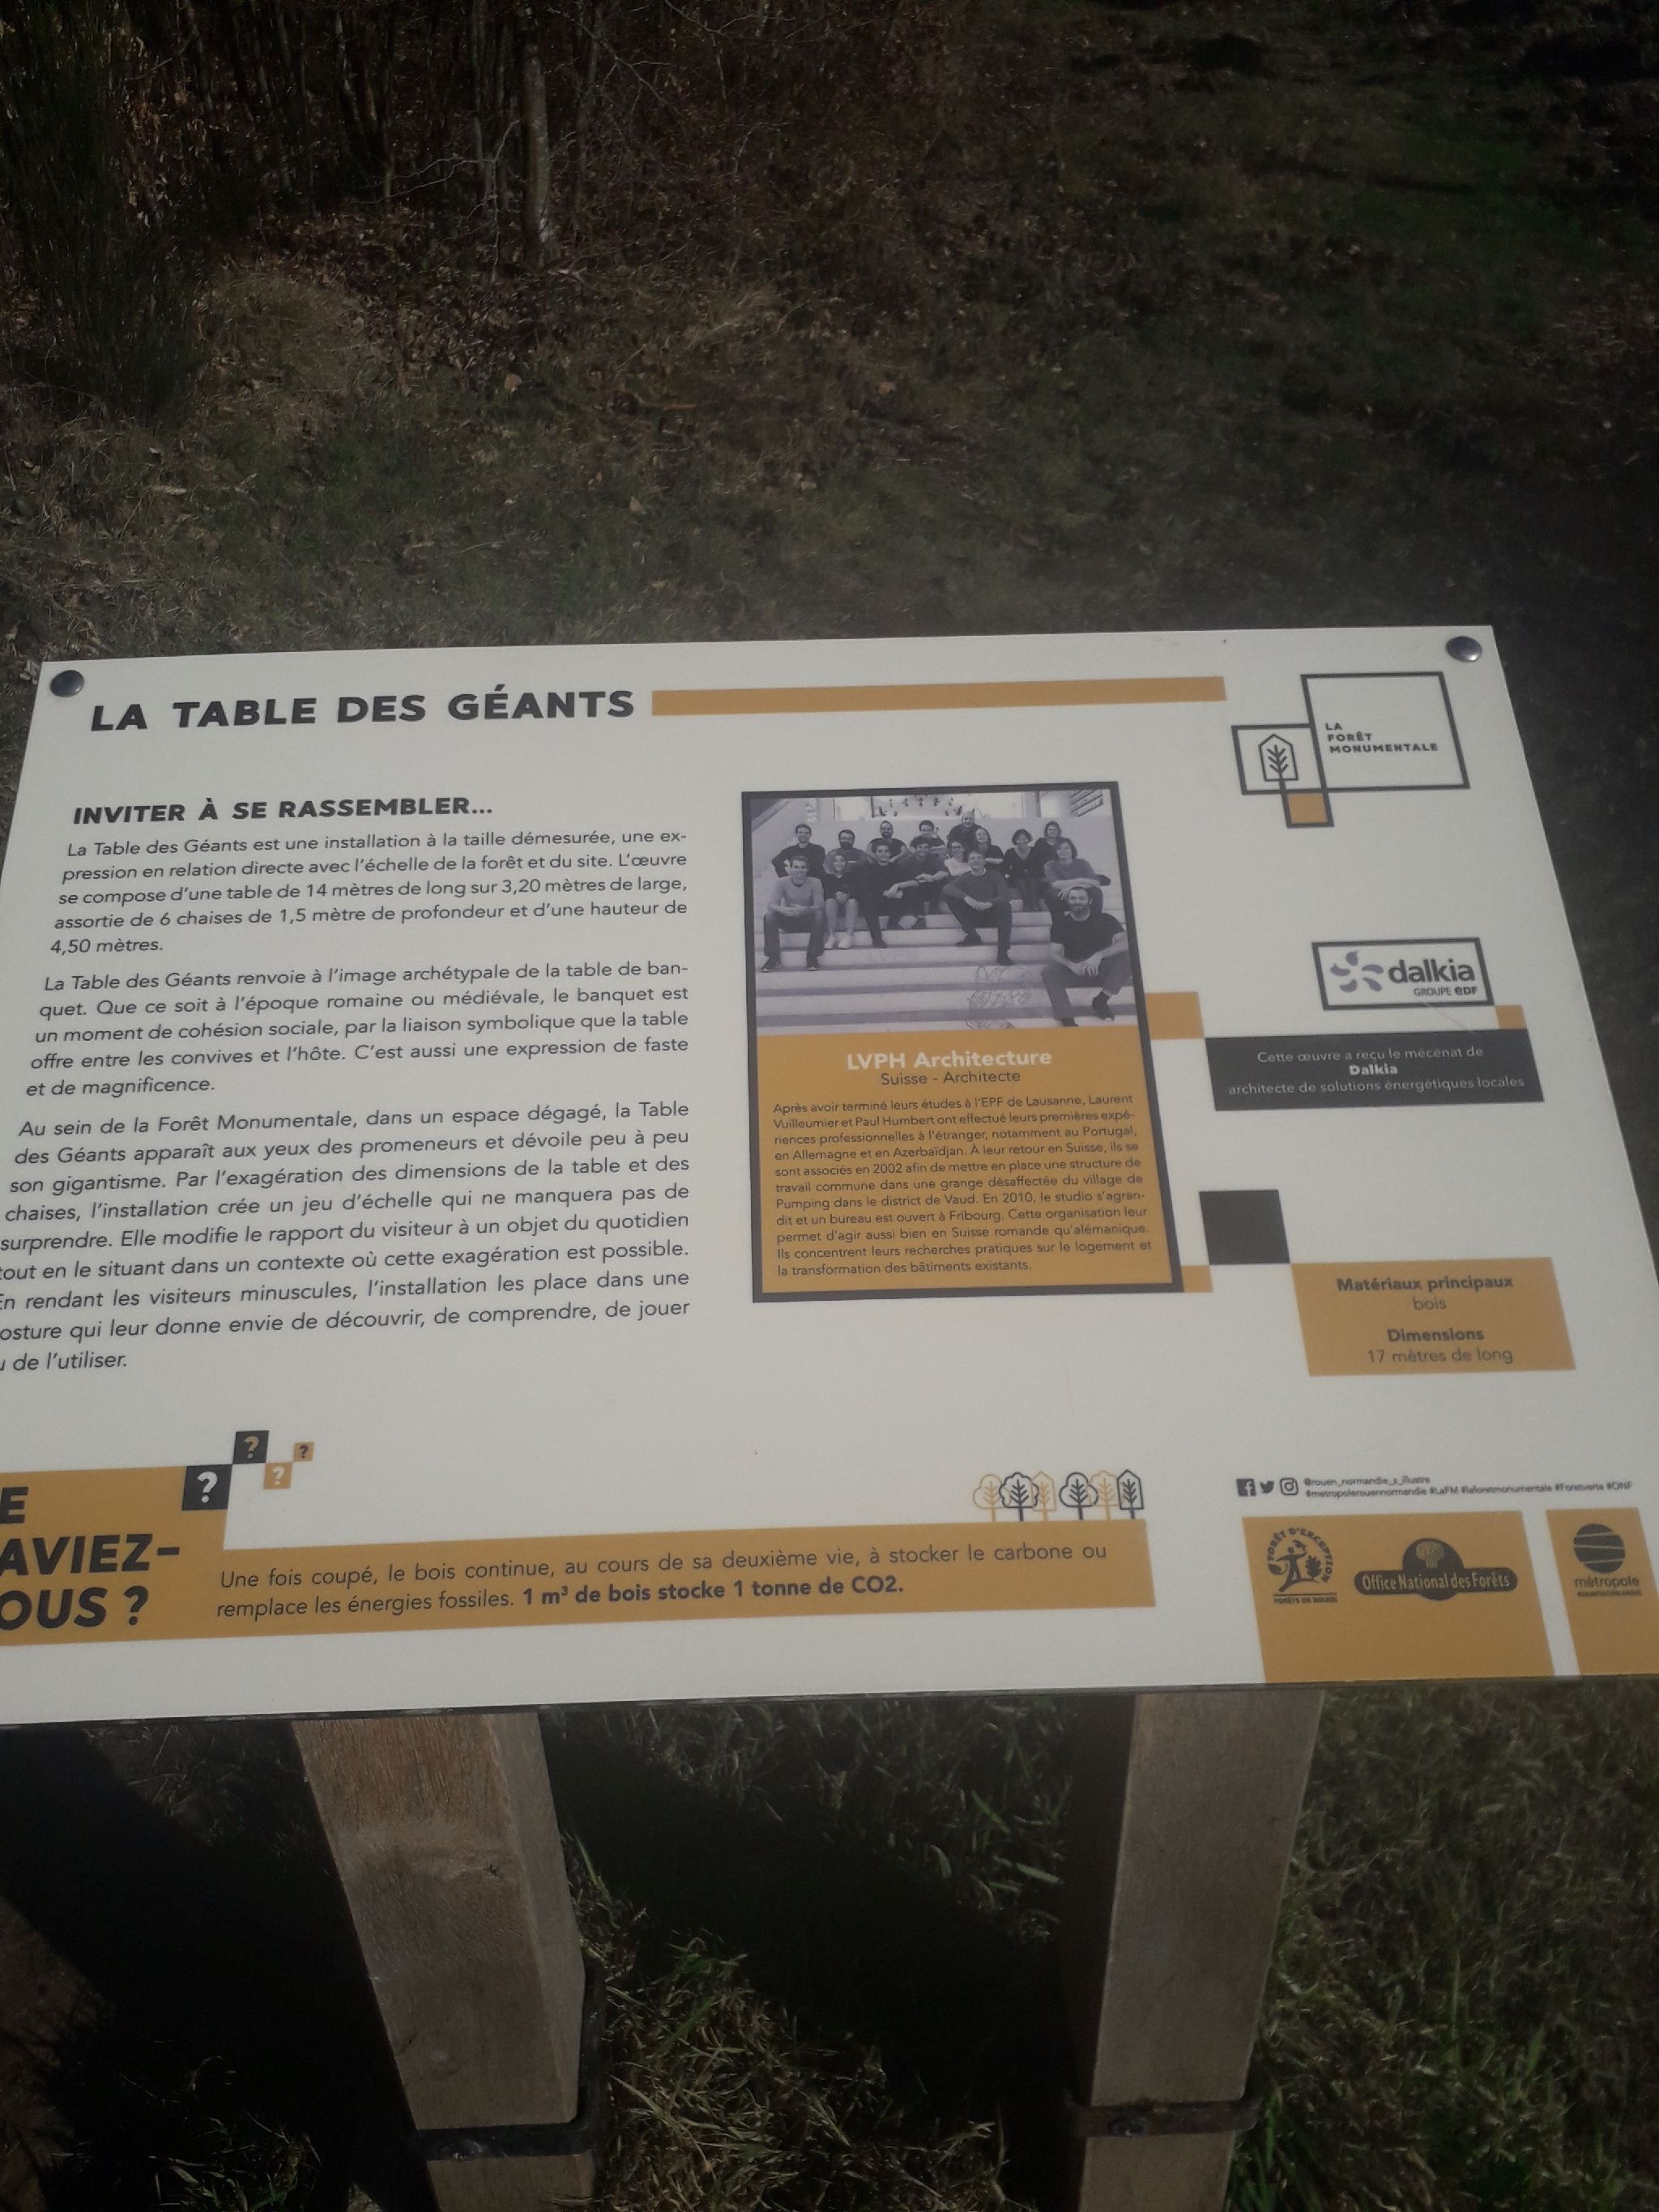 LA TABLE DES GÉANTS
INVITER À SE RASSEMBLER...
La Table des Géants est une installation à la taille démesurée, une ex-
pression en relation directe avec l'échelle de la forêt et du site. L'œuvre
se compose d'une table de 14 mètres de long sur 3,20 mètres de large,
assortie de 6 chaises de 1,5 mètre de profondeur et d'une hauteur de
4,50 mètres.
La Table des Géants renvoie à l'image archétypale de la table de ban-
quet. Que ce soit à l'époque romaine ou médiévale, le banquet est
un moment de cohésion sociale, par la liaison symbolique que la table
offre entre les convives et l'hôte. C'est aussi une expression de faste
et de magnificence.
Au sein de la Forêt Monumentale, dans un espace dégagé, la Table
des Géants apparaît aux yeux des promeneurs et dévoile peu à peu
son gigantisme. Par l'exagération des dimensions de la table et des
chaises, l'installation crée un jeu d'échelle qui ne manquera pas de
surprendre. Elle modifie le rapport du visiteur à un objet du quotidien
tout en le situant dans un contexte où cette exagération est possible.
En rendant les visiteurs minuscules, l'installation les place dans une
osture qui leur donne envie de découvrir, de comprendre, de jouer
u de l'utiliser.
LVPH Architecture
Suisse - Architecte
Après avoir terminé leurs études à l'EPF de Lausanne, Laurent
Vuilleumier et Paul Humbert ont effectué leurs premières expé-
riences professionnelles à l'étranger, notamment au Portugal,
en Allemagne et en Azerbaïdjan. À leur retour en Suisse, ils se
sont associés en 2002 afin de mettre en place une structure de
travail commune dans une grange désaffectée du village de
Pumping dans le district de Vaud. En 2010, le studio s'agran-
dit et un bureau est ouvert à Fribourg. Cette organisation leur
permet d'agir aussi bien en Suisse romande qu'alémanique.
Ils concentrent leurs recherches pratiques sur le logement et
la transformation des bâtiments existants.
LA
FORÊT
MONUMENTALE
dalkia
GROUPE EDF
Cette œuvre a reçu le mécénat de
Dalkia
architecte de solutions énergétiques locales
Matériaux principaux
bois
Dimensions
17 mètres de long
E
AVIEZ-
OUS ?
? ? ? ?
Une fois coupé, le bois continue, au cours de sa deuxième vie, à stocker le carbone ou
remplace les énergies fossiles. 1 m³ de bois stocke 1 tonne de CO2.
@rouen_normandie_s_illustre
#metropolerouennormandie #LaFM #laforetmonumentale #Foretverte #ONF
FORÊT D'EXCEPTION
FORÊTS DE ROUEN
Office National des Forêts
métropole
ROUENNORMANDIE